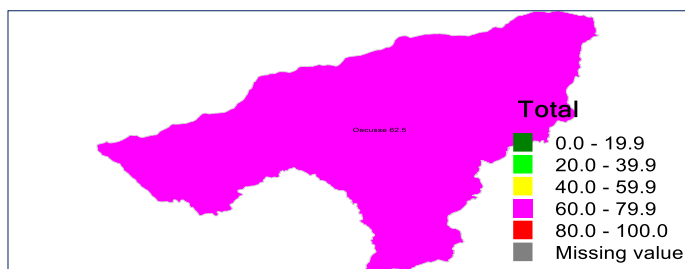 Oecusse 62.5
Total
0.0 - 19.9
20.0 - 39.9
40.0 - 59.9
60.0 - 79.9
80.0 - 100.0
Missing value